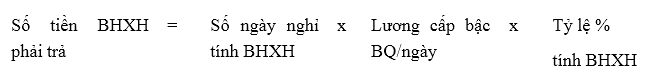 Số tiền BHXH = Số ngày nghỉ x Lương cấp bậc x Tỷ lệ %
phải trả tính BHXH BQ/ngày tính BHXH